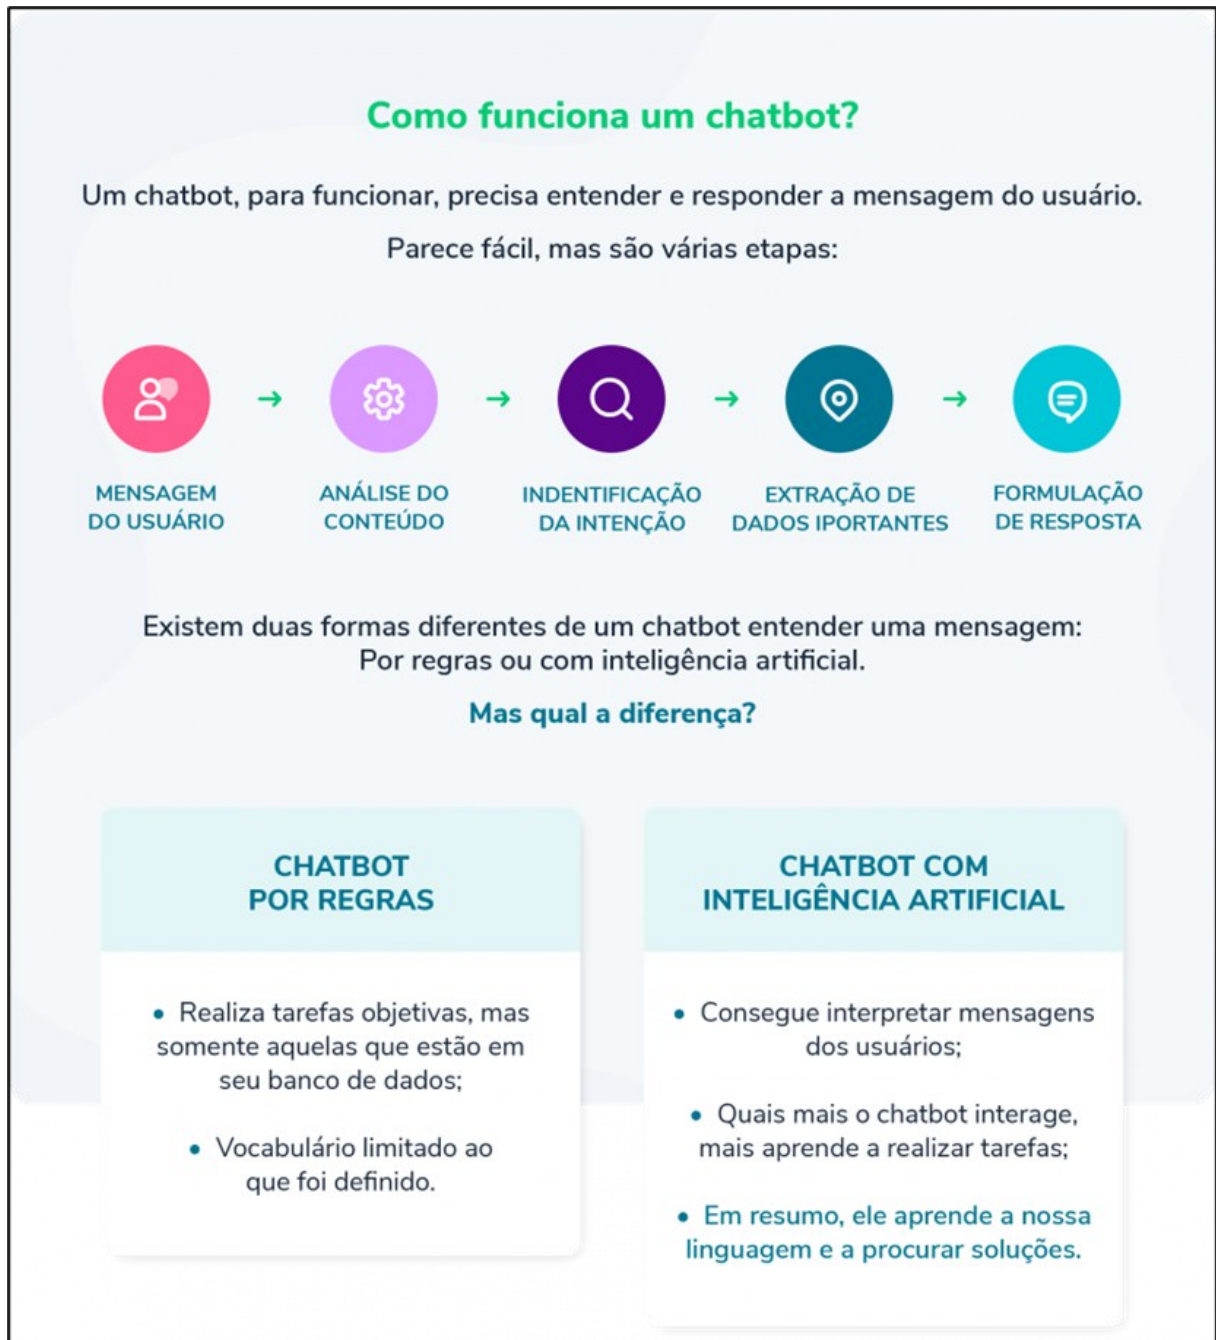 Como funciona um chatbot?
Um chatbot, para funcionar, precisa entender e responder a mensagem do usuário.
Parece fácil, mas são várias etapas:
MENSAGEM
DO USUÁRIO
ANÁLISE DO
CONTEÚDO
INDENTIFICAÇÃO
DA INTENÇÃO
EXTRAÇÃO DE
DADOS IPORTANTES
FORMULAÇÃO
DE RESPOSTA
Existem duas formas diferentes de um chatbot entender uma mensagem:
Por regras ou com inteligência artificial.
Mas qual a diferença?
CHATBOT
POR REGRAS
• Realiza tarefas objetivas, mas
somente aquelas que estão em
seu banco de dados;
• Vocabulário limitado ao
que foi definido.
CHATBOT COM
INTELIGÊNCIA ARTIFICIAL
• Consegue interpretar mensagens
dos usuários;
• Quais mais o chatbot interage,
mais aprende a realizar tarefas;
• Em resumo, ele aprende a nossa
linguagem e a procurar soluções.